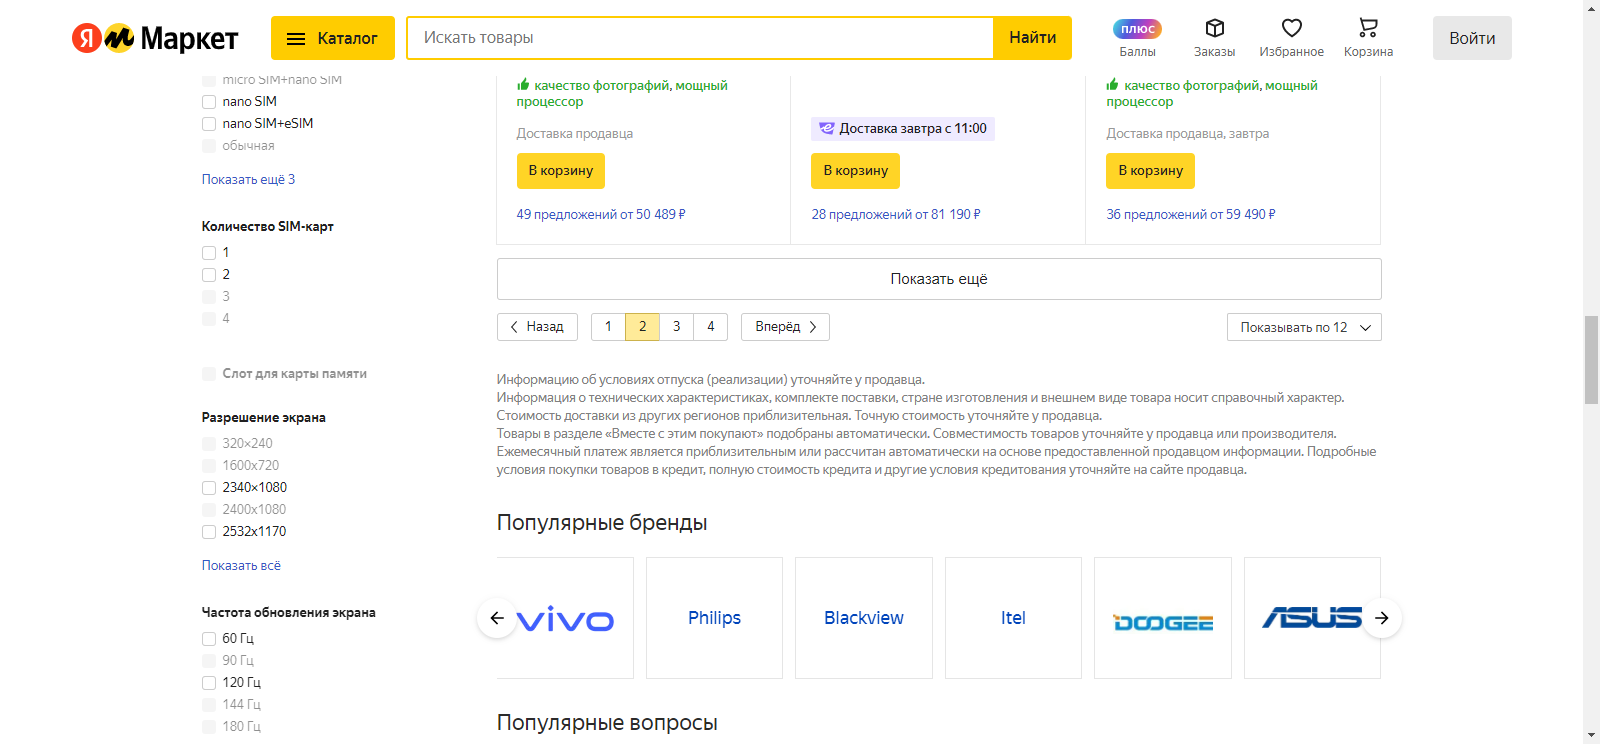 Я Маркет
Каталог
Искать товары
Найти
плюс
Баллы
Заказы
Избранное
Корзина
Войти
micro SIM+nano SIM
nano SIM
nano SIM+eSIM
обычная
Показать ещё 3
Количество SIM-карт
1
2
3
4
Слот для карты памяти
Разрешение экрана
320×240
1600x720
2340×1080
2400x1080
2532x1170
Показать всё
Частота обновления экрана
60 Гц
90 Гц
120 Гц
144 Гц
180 Гц
качество фотографий, мощный
процессор
Доставка продавца
В корзину
49 предложений от 50 489 ₽
Доставка завтра с 11:00
В корзину
28 предложений от 81 190 ₽
качество фотографий, мощный
процессор
Доставка продавца, завтра
В корзину
36 предложений от 59 490 ₽
Показать ещё
Назад
1
2
3
4
Вперёд
Показывать по 12
Информацию об условиях отпуска (реализации) уточняйте у продавца.
Информация о технических характеристиках, комплекте поставки, стране изготовления и внешнем виде товара носит справочный характер.
Стоимость доставки из других регионов приблизительная. Точную стоимость уточняйте у продавца.
Товары в разделе «Вместе с этим покупают» подобраны автоматически. Совместимость товаров уточняйте у продавца или производителя.
Ежемесячный платеж является приблизительным или рассчитан автоматически на основе предоставленной продавцом информации. Подробные
условия покупки товаров в кредит, полную стоимость кредита и другие условия кредитования уточняйте на сайте продавца.
Популярные бренды
vivo
Philips
Blackview
Itel
DOOGEE
ASUS
Популярные вопросы